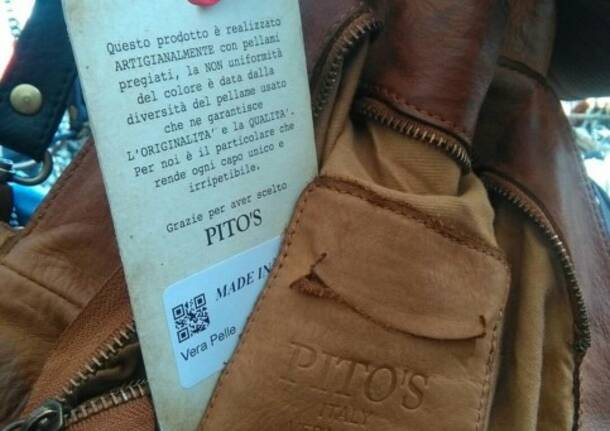 Questo prodotto è realizzato
ARTIGIANALMENTE con pellami
pregiati, la NON uniformità
del colore è data dalla
diversità del pellame usato
che ne garantisce
L'ORIGINALITA' e la QUALITA'.
Per noi è il particolare che
rende ogni capo unico e
irripetibile.
Grazie per aver scelto
PITO'S
MADE IN
Vera Pelle
PITO'S
ITALY